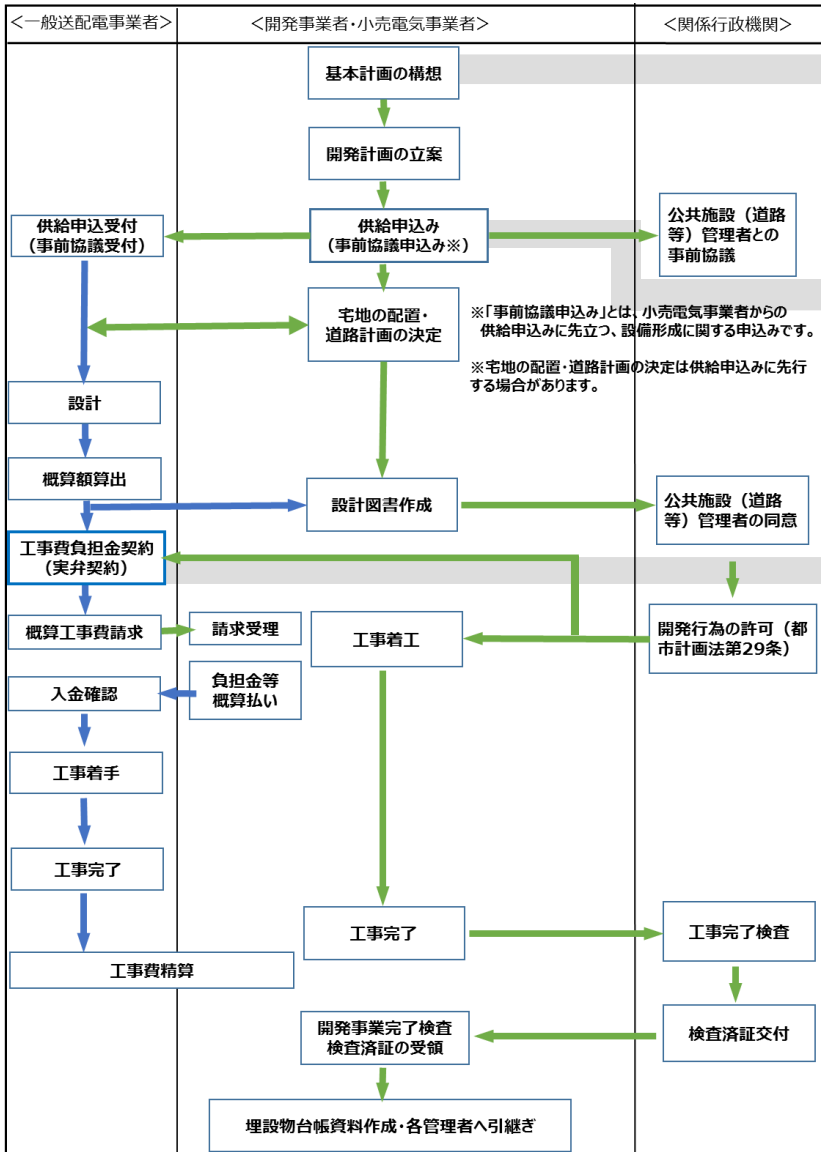 ＜一般送配電事業者＞
＜開発事業者・小売電気事業者＞
＜関係行政機関＞
基本計画の構想
開発計画の立案
供給申込受付
（事前協議受付）
供給申込み
（事前協議申込み※）
公共施設（道路
等）管理者との
事前協議
宅地の配置・
道路計画の決定
※「事前協議申込み」とは、小売電気事業者からの
供給申込みに先立つ、設備形成に関する申込みです。
※宅地の配置・道路計画の決定は供給申込みに先行
する場合があります。
設計
概算額算出
設計図書作成
公共施設（道路
等）管理者の同意
工事費負担金契約
（実弁契約）
概算工事費請求
請求受理
工事着工
開発行為の許可（都
市計画法第29条）
入金確認
負担金等
概算払い
工事着手
工事完了
工事完了
工事完了検査
工事費精算
開発事業完了検査
検査済証の受領
検査済証交付
埋設物台帳資料作成・各管理者へ引継ぎ